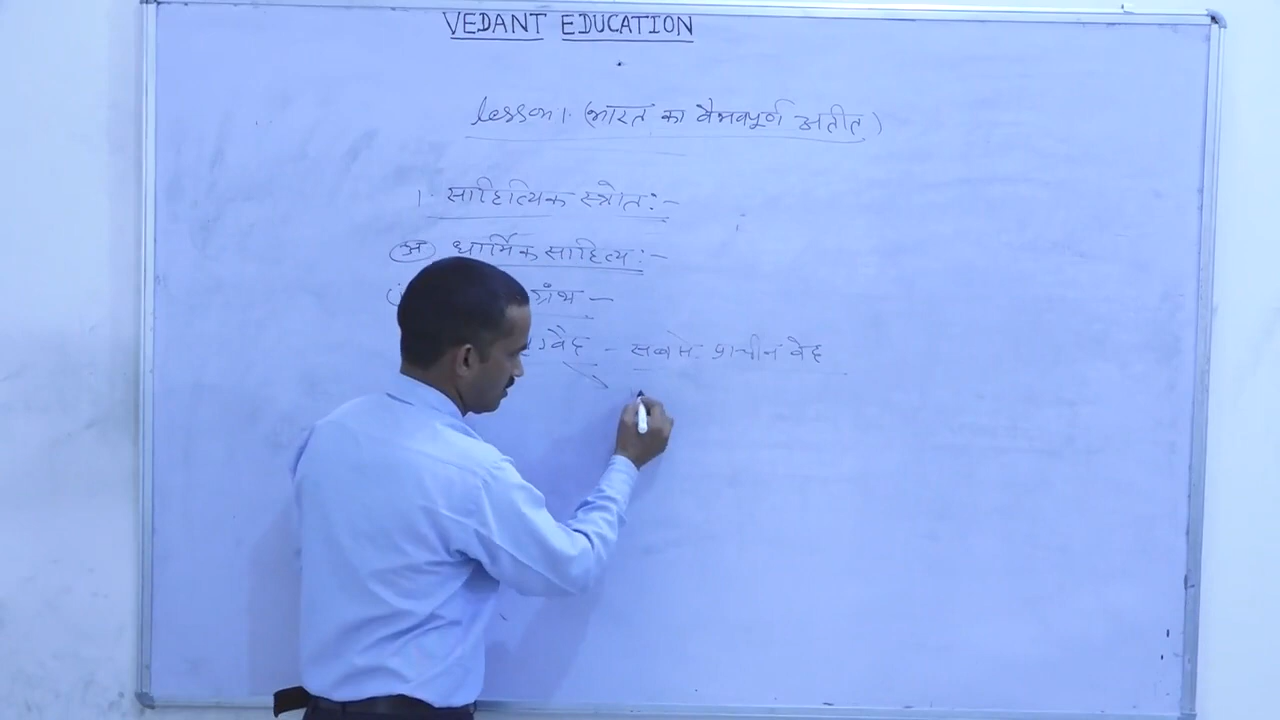 VEDANT EDUCATION
lesson 1. (भारत का वैभवपूर्ण अतीत)
1. साहित्यिक स्त्रोत:-
अ धार्मिक साहित्य:-
ग्रंथ -
वैद - सबसे प्राचीन वेद